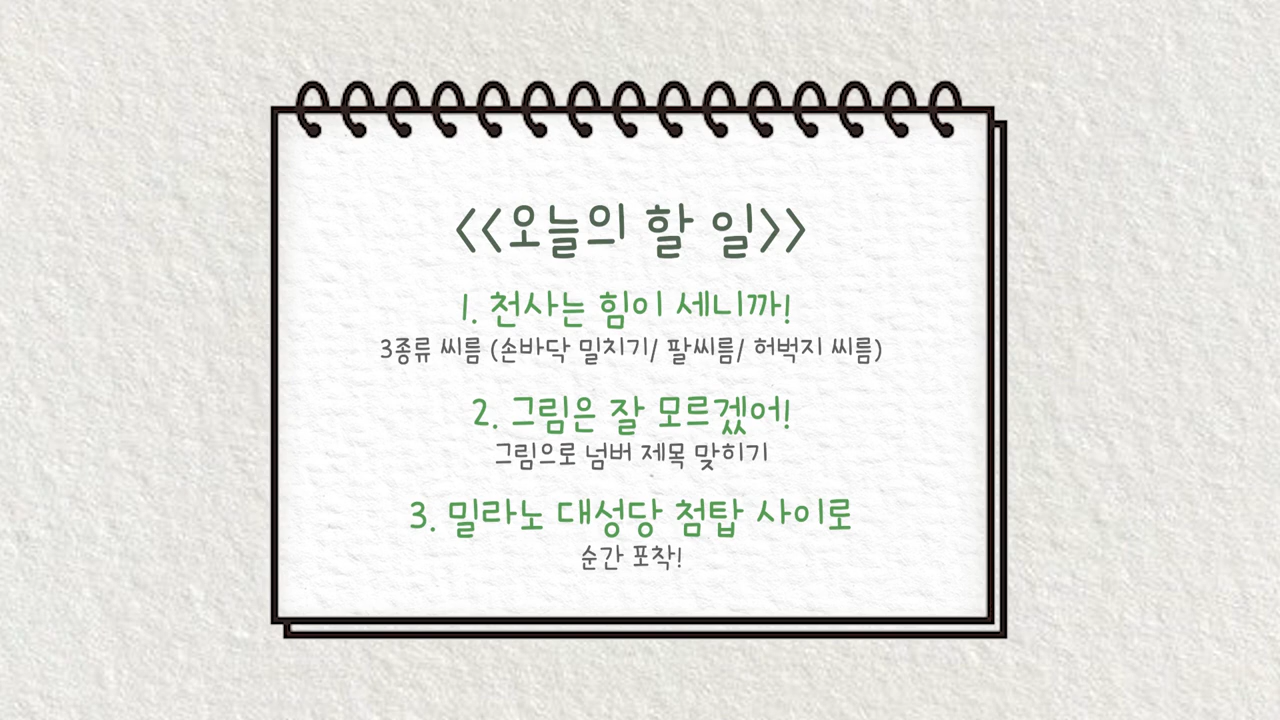 <<오늘의 할 일>>
1. 천사는 힘이 세니까!
3종류 씨름 (손바닥 밀치기/ 팔씨름/ 허벅지 씨름)
2. 그림은 잘 모르겠어!
그림으로 넘버 제목 맞히기
3. 밀라노 대성당 첨탑 사이로
순간 포착!